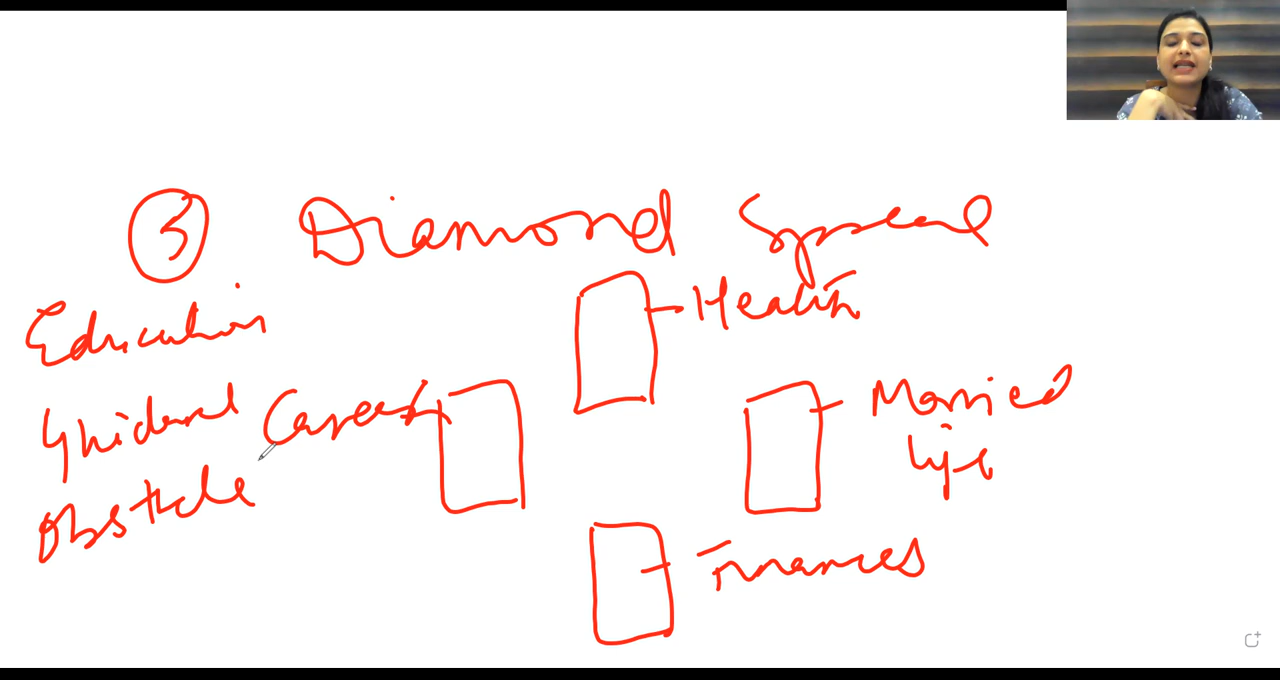 3 Diamond Spread
Health
Education
Career
Married
Life
Obstacle
Finances